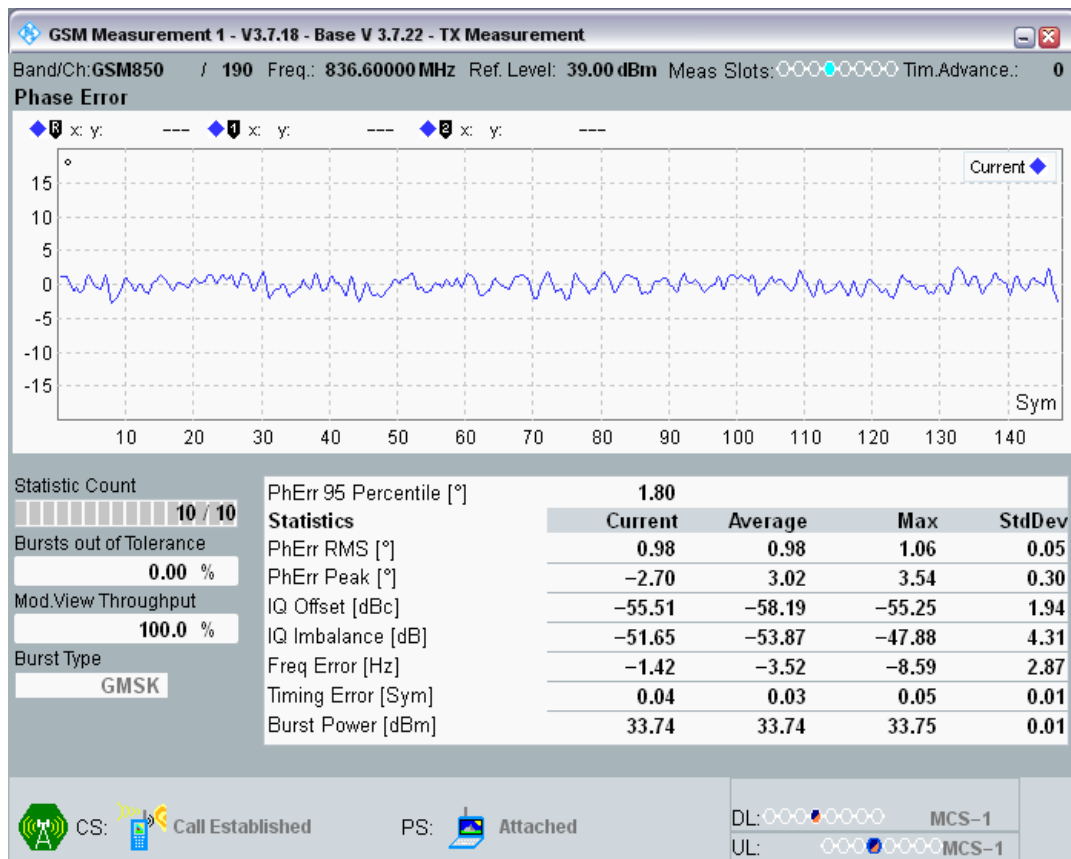 GSM Measurement 1 - V3.7.18 - Base V 3.7.22 - TX Measurement
Band/Ch:GSM850 / 190 Freq.: 836.60000 MHz Ref. Level: 39.00 dBm Meas Slots: Tim.Advance.: 0
Phase Error
R x: y: --- 1 x: y: --- 2 x: y: ---
°
Current
15
10
5
0
-5
-10
-15
Sym
10 20 30 40 50 60 70 80 90 100 110 120 130 140
Statistic Count
10 / 10
Bursts out of Tolerance
0.00 %
Mod.View Throughput
100.0 %
Burst Type
GMSK
PhErr 95 Percentile [°] 1.80
Statistics Current Average Max StdDev
PhErr RMS [°] 0.98 0.98 1.06 0.05
PhErr Peak [°] −2.70 3.02 3.54 0.30
IQ Offset [dBc] −55.51 −58.19 −55.25 1.94
IQ Imbalance [dB] −51.65 −53.87 −47.88 4.31
Freq Error [Hz] −1.42 −3.52 −8.59 2.87
Timing Error [Sym] 0.04 0.03 0.05 0.01
Burst Power [dBm] 33.74 33.74 33.75 0.01
CS: Call Established PS: Attached
DL: MCS−1
UL: MCS−1